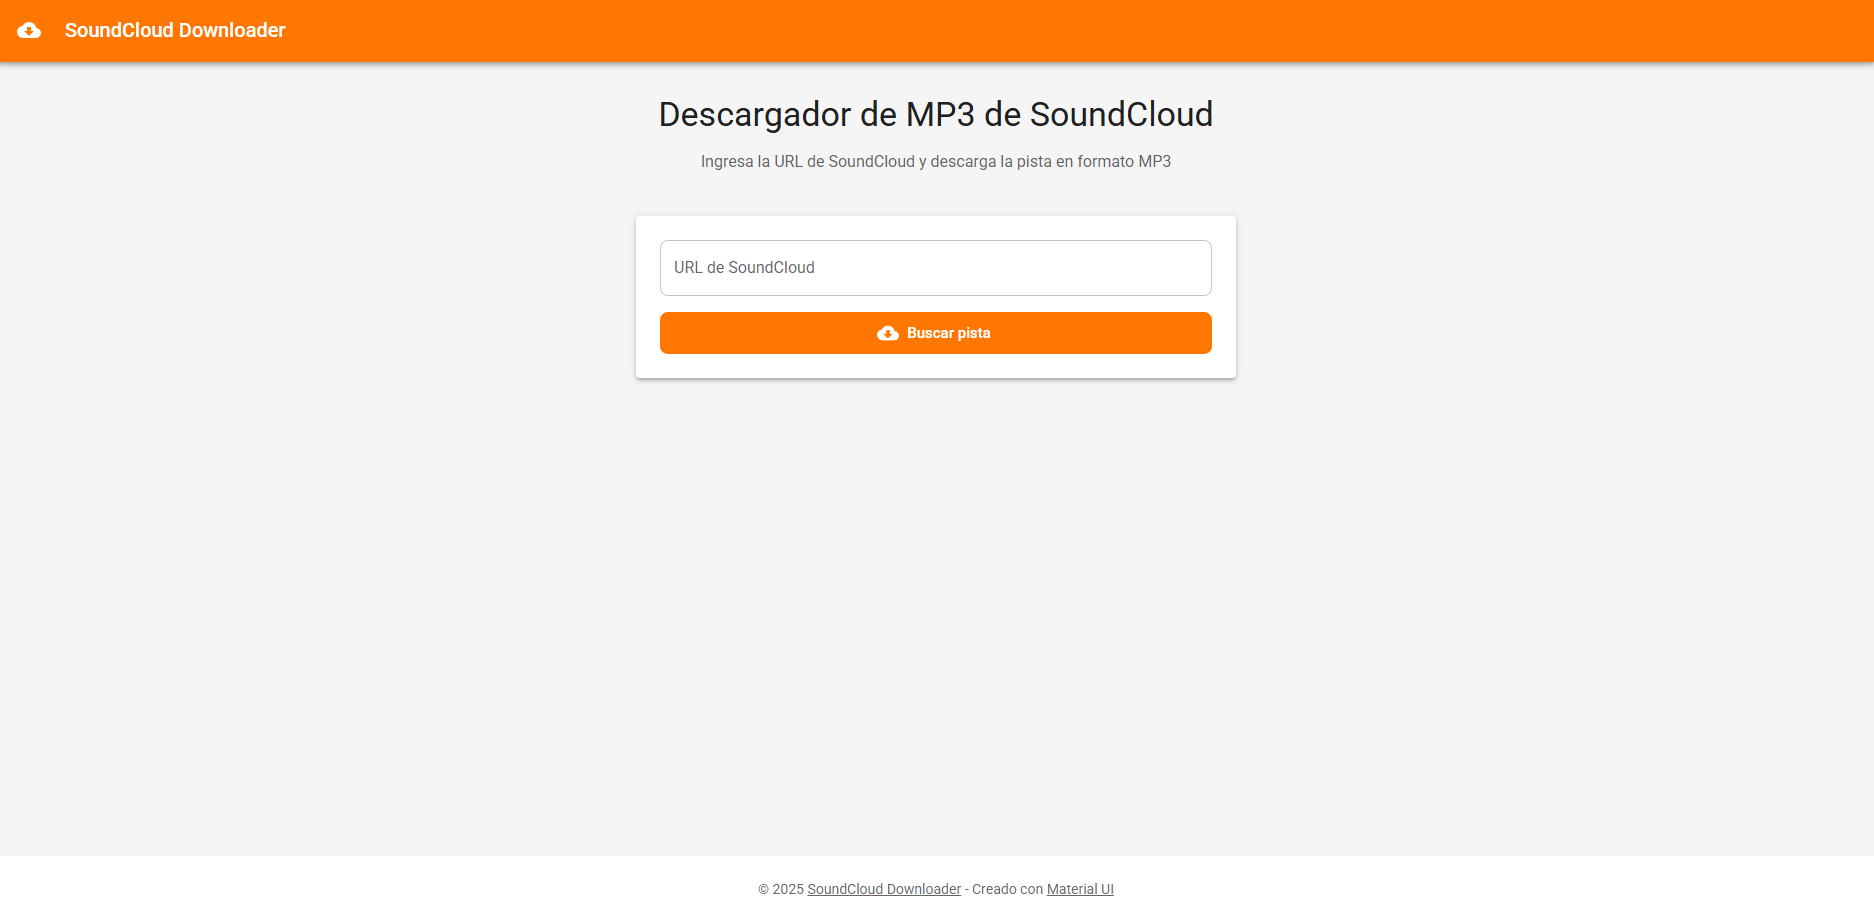 SoundCloud Downloader
Descargador de MP3 de SoundCloud
Ingresa la URL de SoundCloud y descarga la pista en formato MP3
URL de SoundCloud
Buscar pista
© 2025 SoundCloud Downloader - Creado con Material UI